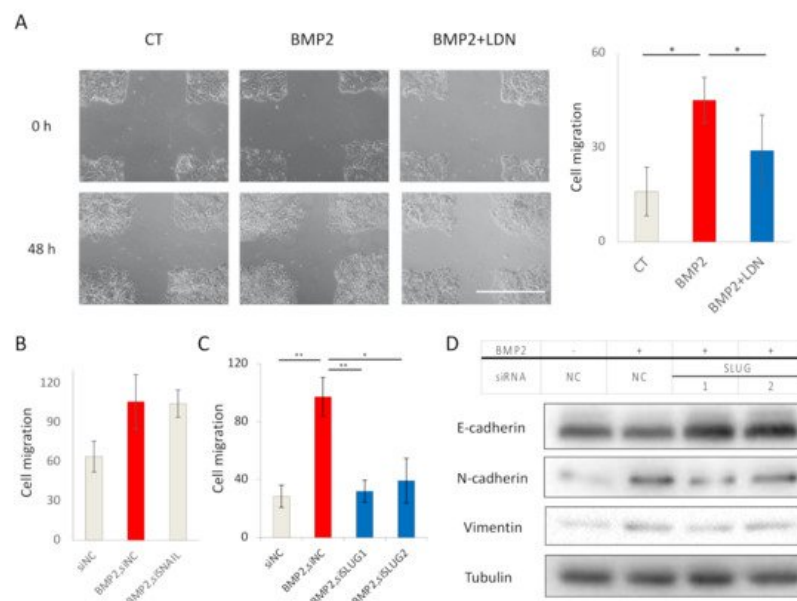 A
CT
BMP2
BMP2+LDN
0 h
48 h
60
30
0
Cell migration
*
*
CT
BMP2
BMP2+LDN
B
120
90
60
30
0
Cell migration
siNC
BMP2,siNC
BMP2,siSNAIL
C
120
80
40
0
Cell migration
**
**
*
siNC
BMP2,siNC
BMP2,siSLUG1
BMP2,siSLUG2
D
BMP2 - + + +
siRNA NC NC SLUG
1 2
E-cadherin
N-cadherin
Vimentin
Tubulin